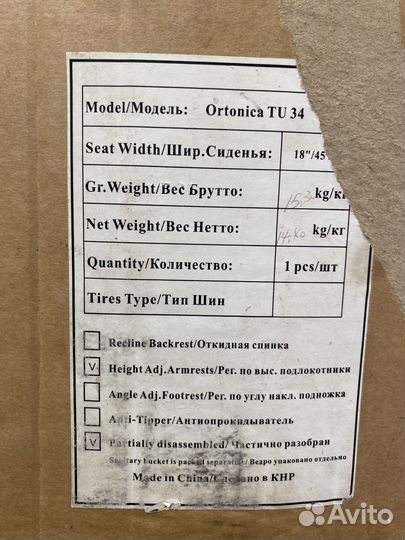 Model/Модель: Ortonica TU 34
Seat Width/Шир.Сиденья: 18"/45
Gr.Weight/Вес Брутто: kg/кг
Net Weight/Вес Нетто: 14,40 kg/кг
Quantity/Количество: 1 pcs/шт
Tires Type/Тип Шин
Recline Backrest/Откидная спинка
V Height Adj.Armrests/Рег. по выс. подлокотники
Angle Adj.Footrest/Рег. по углу накл. подножка
Anti-Tipper/Антиопрокидыватель
V Partially disassembled/ Частично разобран
Sanitary bucket is packed separately/ Ведро упаковано отдельно
Made in China/Сделано в КНР
Avito